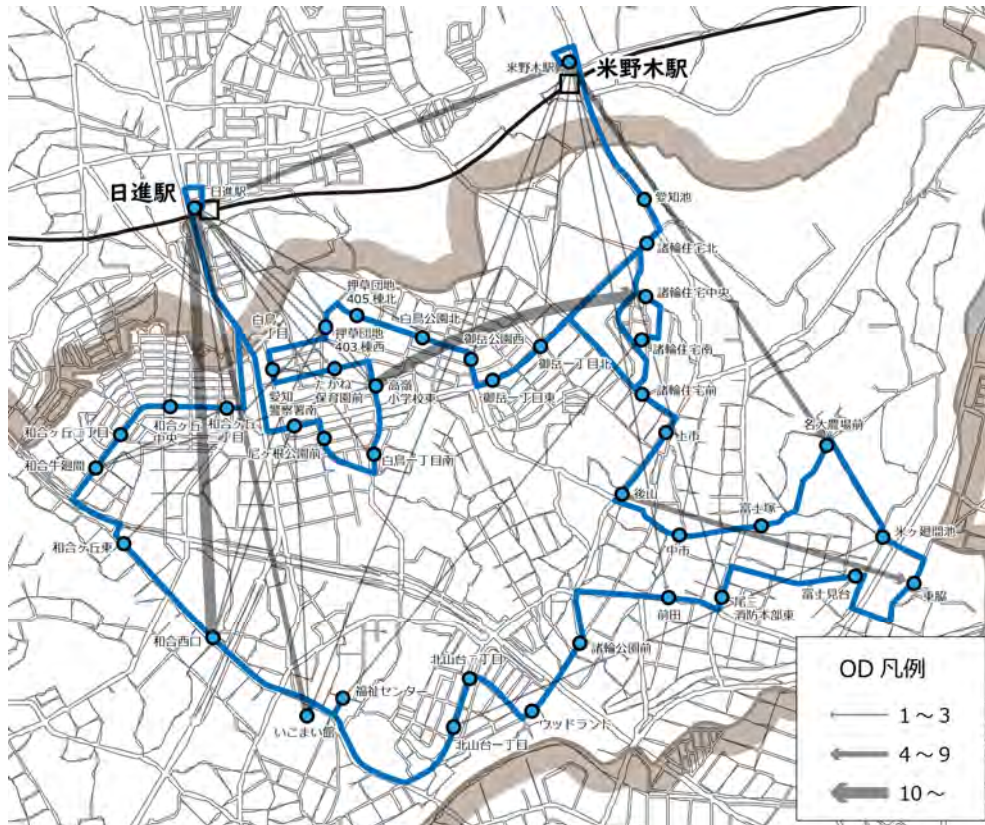 米野木駅
米野木駅
日進駅
日進駅
愛知池
諸輪住宅北
押草団地
405棟北
諸輪住宅中央
白鳥
丁目
押草団地
403棟西
白鳥公園北
御岳公園西
御岳一丁目北
諸輪住宅南
たかね
保育園前
高嶺
小学校東
御岳一丁目東
諸輪住宅前
愛知
警察署南
和合ヶ丘
中央
和合ヶ丘
丁目
和合ヶ丘二丁目
上市
名大農場前
尼ヶ根公園前
白鳥一丁目南
和合牛廻間
後山
富士塚
米ヶ廻間池
和合ヶ丘東
中市
富士見台
東脇
前田
尾三
消防本部東
和合西口
諸輪公園前
北山台二丁目
福祉センター
いこまい館
ウッドランド
北山台一丁目
OD 凡例
1～3
4～9
10～